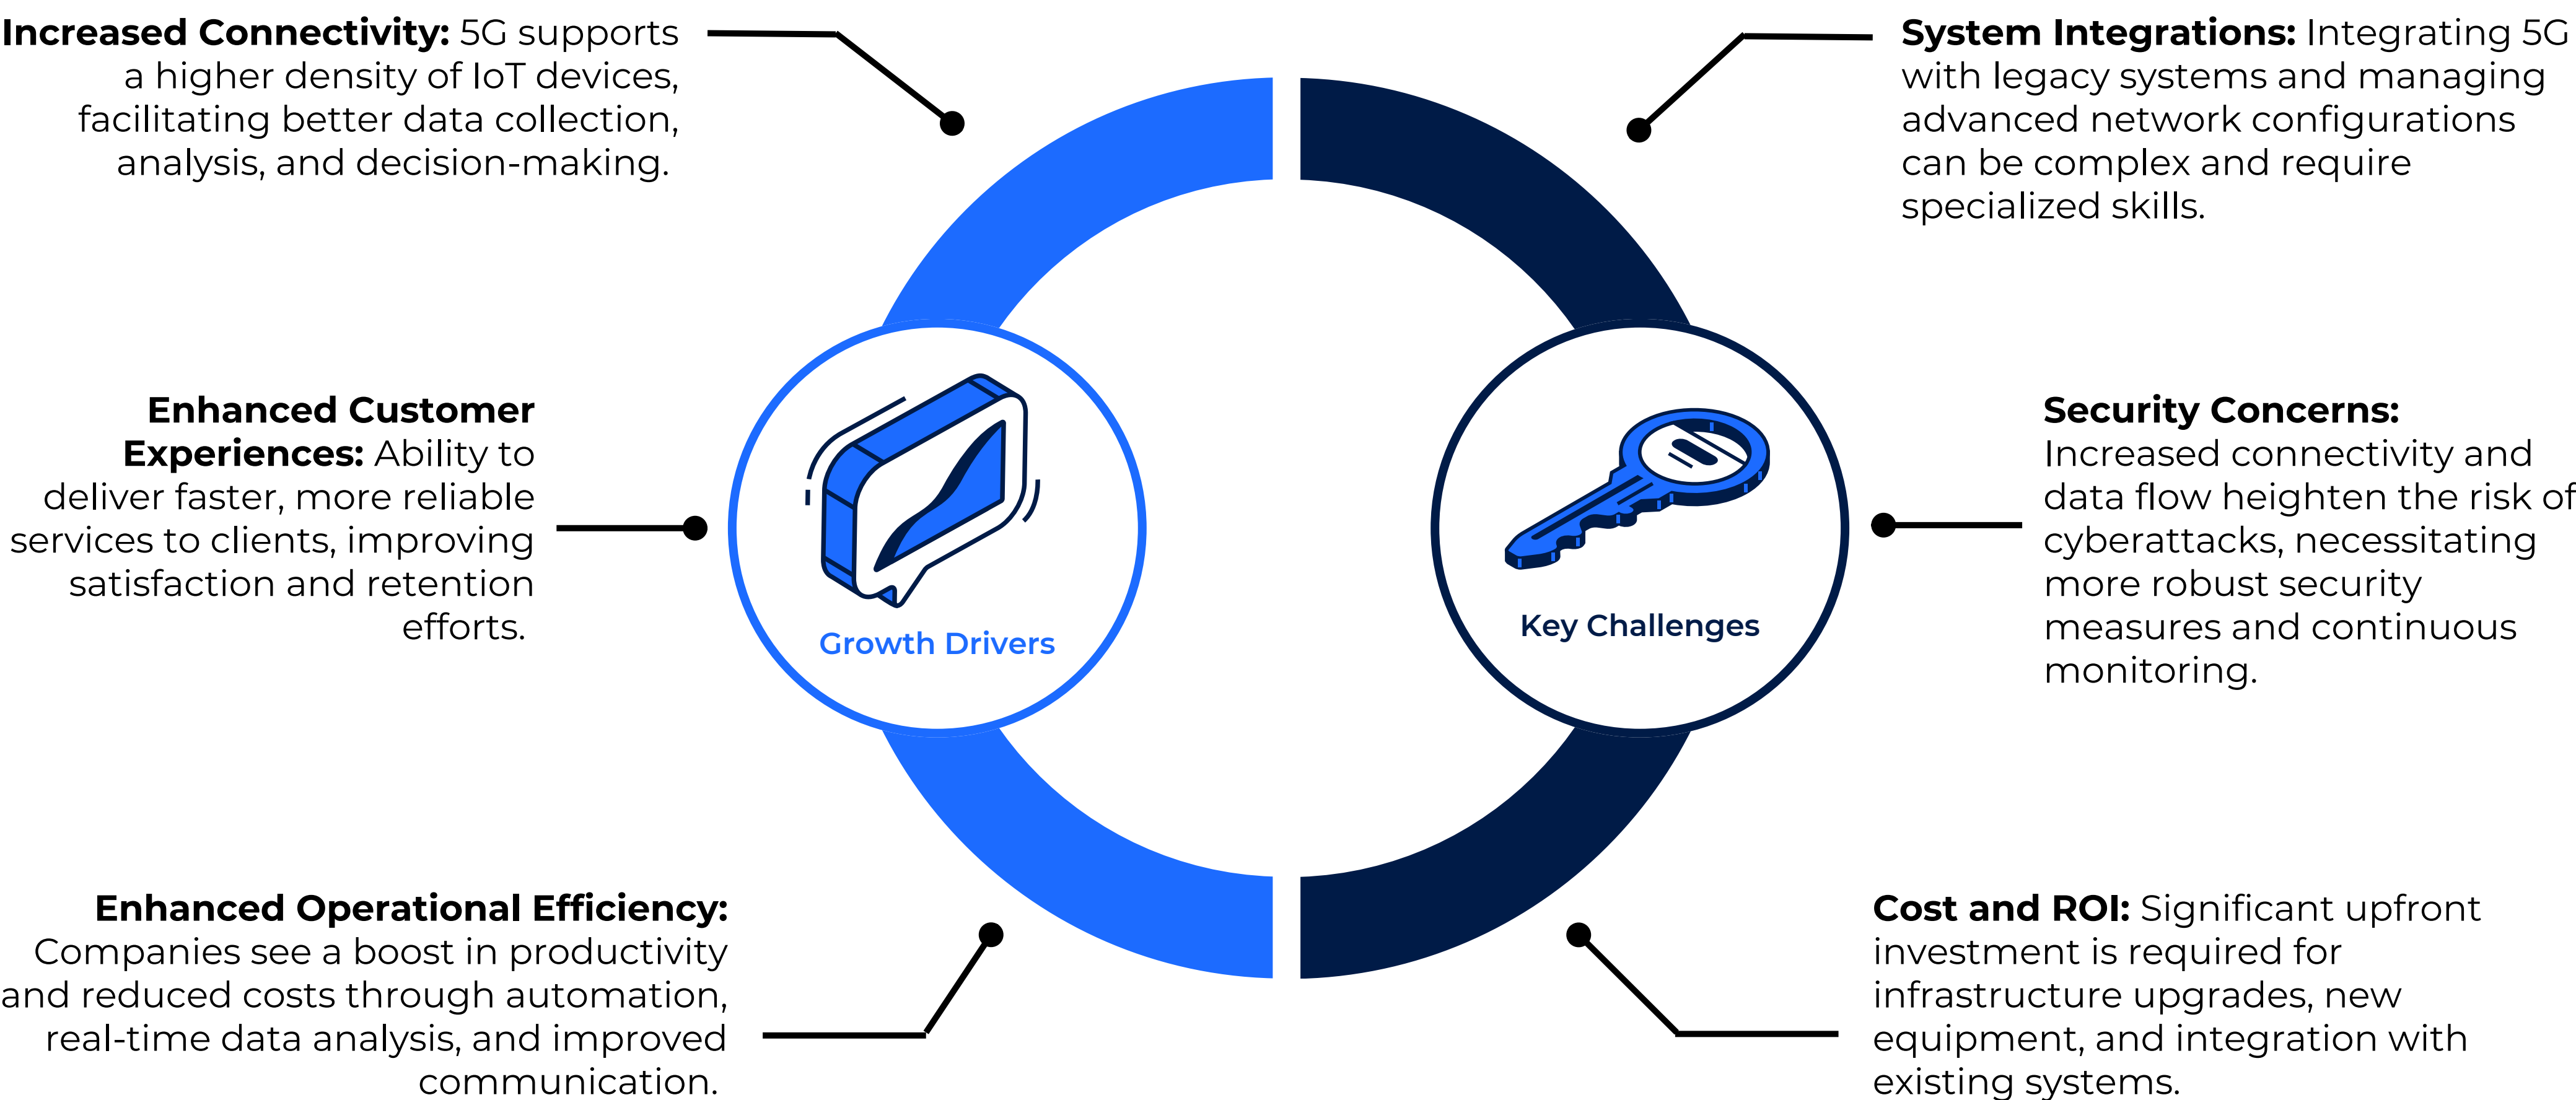 Increased Connectivity: 5G supports
a higher density of IoT devices,
facilitating better data collection,
analysis, and decision-making.
Enhanced Customer
Experiences: Ability to
deliver faster, more reliable
services to clients, improving
satisfaction and retention
efforts.
Enhanced Operational Efficiency:
Companies see a boost in productivity
and reduced costs through automation,
real-time data analysis, and improved
communication.
Growth Drivers
Key Challenges
System Integrations: Integrating 5G
with legacy systems and managing
advanced network configurations
can be complex and require
specialized skills.
Security Concerns:
Increased connectivity and
data flow heighten the risk of
cyberattacks, necessitating
more robust security
measures and continuous
monitoring.
Cost and ROI: Significant upfront
investment is required for
infrastructure upgrades, new
equipment, and integration with
existing systems.